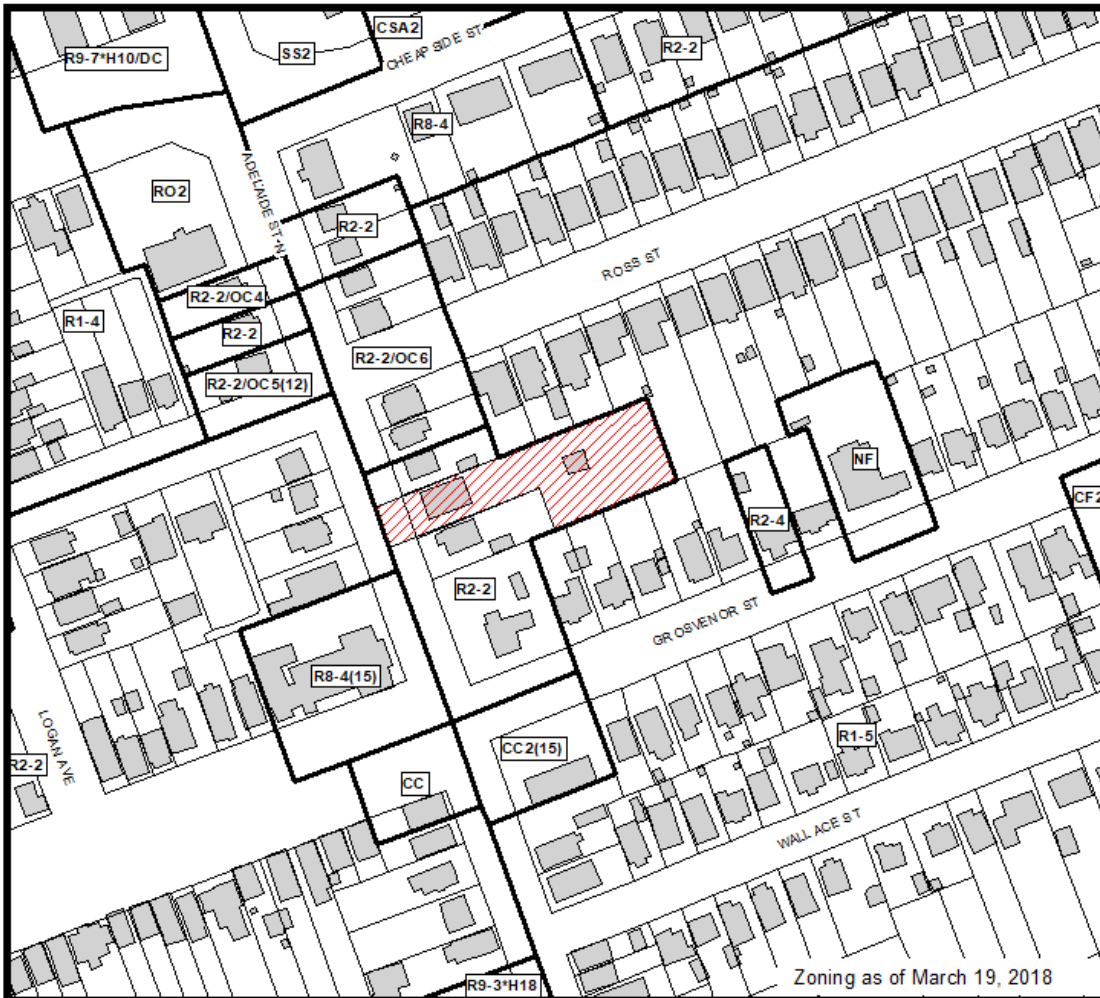 R9-7*H10/DC
SS2
CSA2
CHEAPSIDE ST
R2-2
R8-4
ADELAIDE ST N
RO2
R2-2
ROSS ST
R2-2/OC4
R1-4
R2-2
R2-2/OC6
R2-2/OC5(12)
NF
CF2
R2-4
R2-2
GROSVENOR ST
R8-4(15)
LOGAN AVE
R1-5
CC2(15)
R2-2
CC
WALLACE ST
Zoning as of March 19, 2018
R9-3*H18